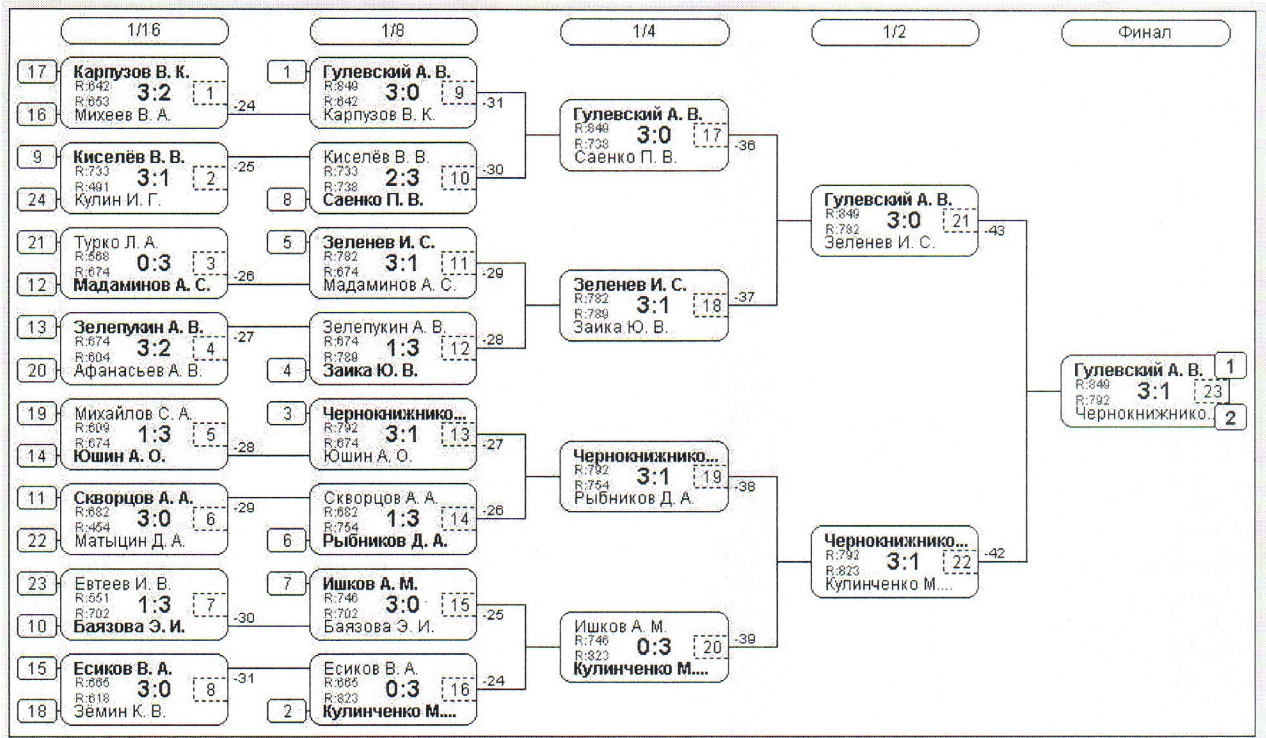 1/16
1/8
1/4
1/2
Финал
17
Карпузов В. К.
R:642
3:2
1
R:653
16
Михеев В. А.
-24
9
Киселёв В. В.
R:733
3:1
2
R:491
24
Кулин И. Г.
-25
21
Турко Л. А.
R:568
0:3
3
R:674
12
Мадаминов А. С.
-26
13
Зелепукин А. В.
R:674
3:2
4
R:604
20
Афанасьев А. В.
-27
19
Михайлов С. А.
R:609
1:3
5
R:674
14
Юшин А. О.
-28
11
Скворцов А. А.
R:682
3:0
6
R:454
22
Матыцин Д. А.
-29
23
Евтеев И. В.
R:551
1:3
7
R:702
10
Баязова Э. И.
-30
15
Есиков В. А.
R:665
3:0
8
R:618
18
Зёмин К. В.
-31
1
Гулевский А. В.
R:849
3:0
9
R:642
Карпузов В. К.
-31
Киселёв В. В.
R:733
2:3
10
R:738
8
Саенко П. В.
-30
5
Зеленев И. С.
R:782
3:1
11
R:674
Мадаминов А. С.
-29
Зелепукин А. В.
R:674
1:3
12
R:789
4
Заика Ю. В.
-28
3
Чернокнижнико...
R:792
3:1
13
R:674
Юшин А. О.
-27
Скворцов А. А.
R:682
1:3
14
R:754
6
Рыбников Д. А.
-26
7
Ишков А. М.
R:746
3:0
15
R:702
Баязова Э. И.
-25
Есиков В. А.
R:665
0:3
16
R:823
2
Кулинченко М....
-24
Гулевский А. В.
R:849
3:0
17
R:738
Саенко П. В.
-36
Зеленев И. С.
R:782
3:1
18
R:789
Заика Ю. В.
-37
Чернокнижнико...
R:792
3:1
19
R:754
Рыбников Д. А.
-38
Ишков А. М.
R:746
0:3
20
R:823
Кулинченко М....
-39
Гулевский А. В.
R:849
3:0
21
R:782
Зеленев И. С.
-43
Чернокнижнико...
R:792
3:1
22
R:823
Кулинченко М....
-42
Гулевский А. В.
1
R:849
3:1
23
R:792
Чернокнижнико...
2